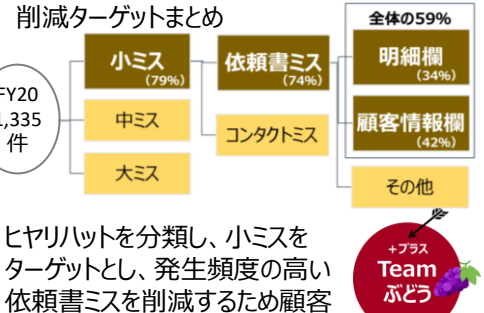 削減ターゲットまとめ
全体の59%
小ミス
(79%)
依頼書ミス
(74%)
明細欄
(34%)
FY20
1,335
件
中ミス
コンタクトミス
顧客情報欄
(42%)
大ミス
その他
ヒヤリハットを分類し、小ミスを
ターゲットとし、発生頻度の高い
依頼書ミスを削減するため顧客
+プラス
Team
ぶどう